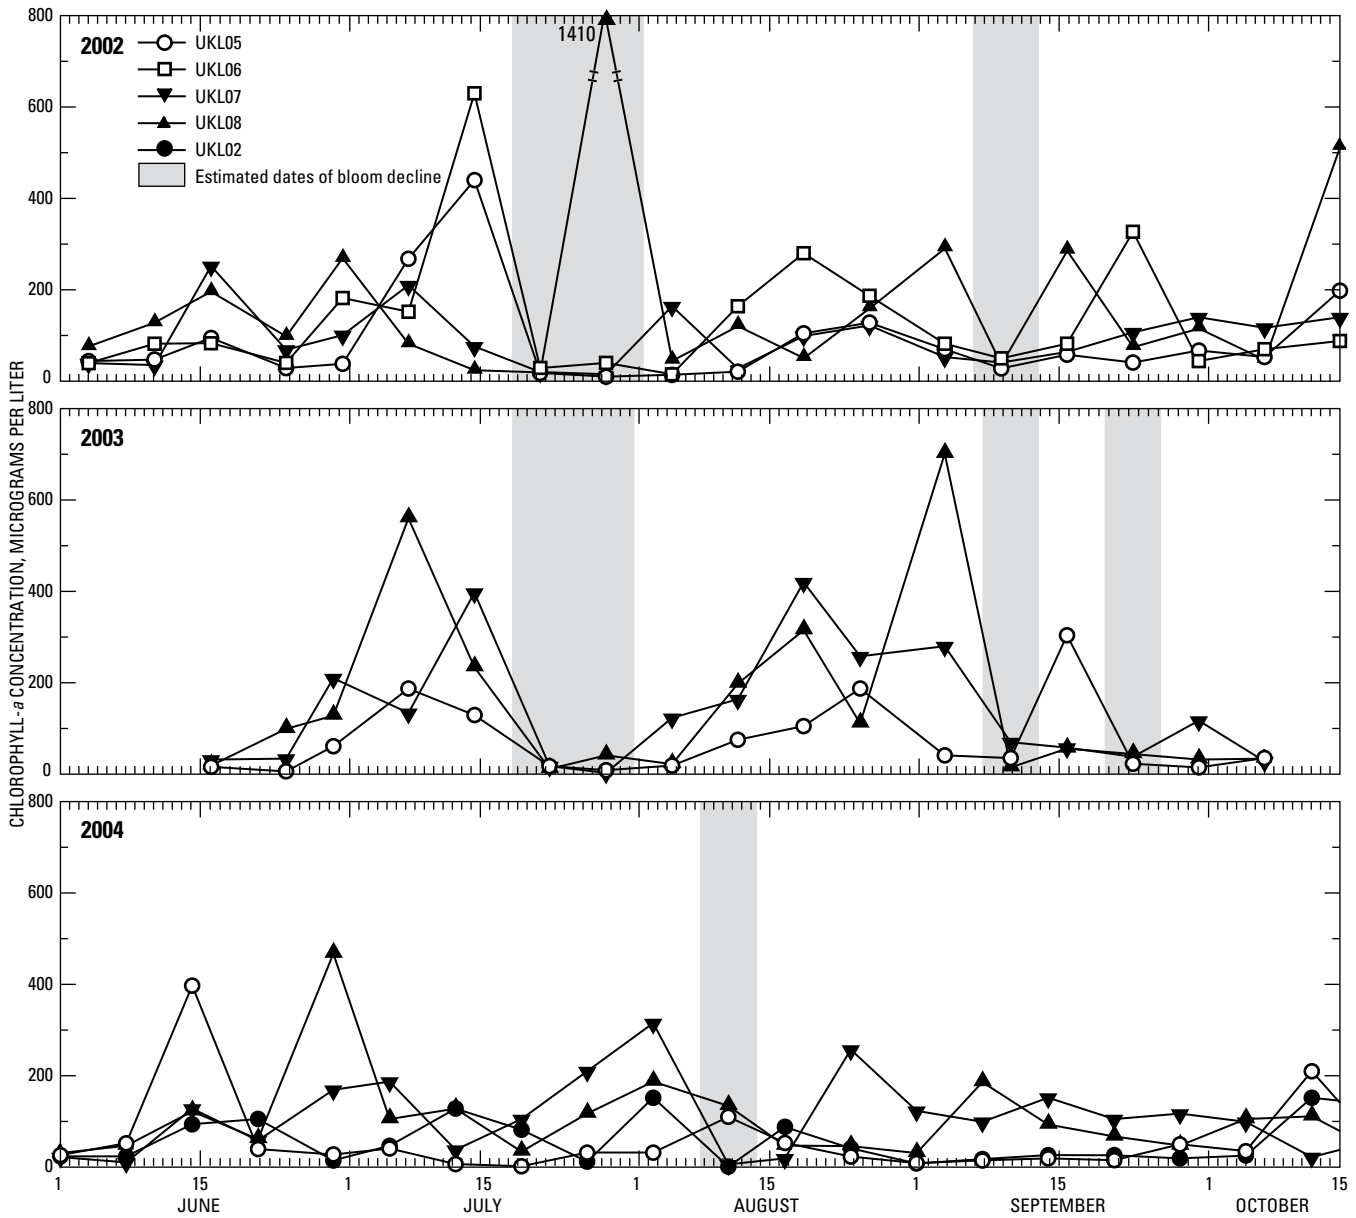 CHLOROPHYLL-a CONCENTRATION, MICROGRAMS PER LITER
2002
UKL05
UKL06
UKL07
UKL08
UKL02
Estimated dates of bloom decline
1410
800
600
400
200
0
2003
800
600
400
200
0
2004
800
600
400
200
0
1 15 1 15 1 15 1 15 1 15
JUNE JULY AUGUST SEPTEMBER OCTOBER